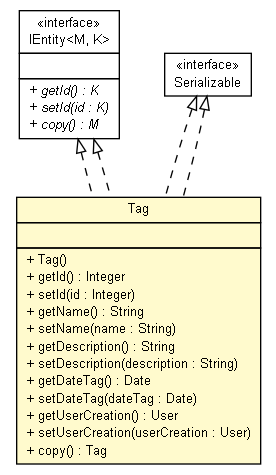 «interface»
IEntity<M, K>
+ getId() : K
+ setId(id : K)
+ copy() : M
«interface»
Serializable
Tag
+ Tag()
+ getId() : Integer
+ setId(id : Integer)
+ getName() : String
+ setName(name : String)
+ getDescription() : String
+ setDescription(description : String)
+ getDateTag() : Date
+ setDateTag(dateTag : Date)
+ getUserCreation() : User
+ setUserCreation(userCreation : User)
+ copy() : Tag